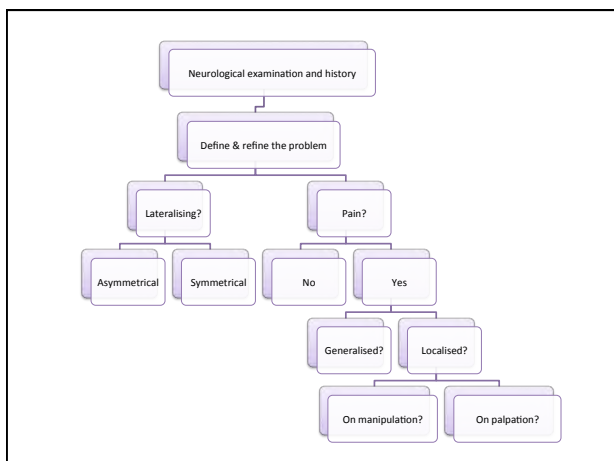 Neurological examination and history
Define & refine the problem
Lateralising?
Pain?
Asymmetrical
Symmetrical
No
Yes
Generalised?
Localised?
On manipulation?
On palpation?